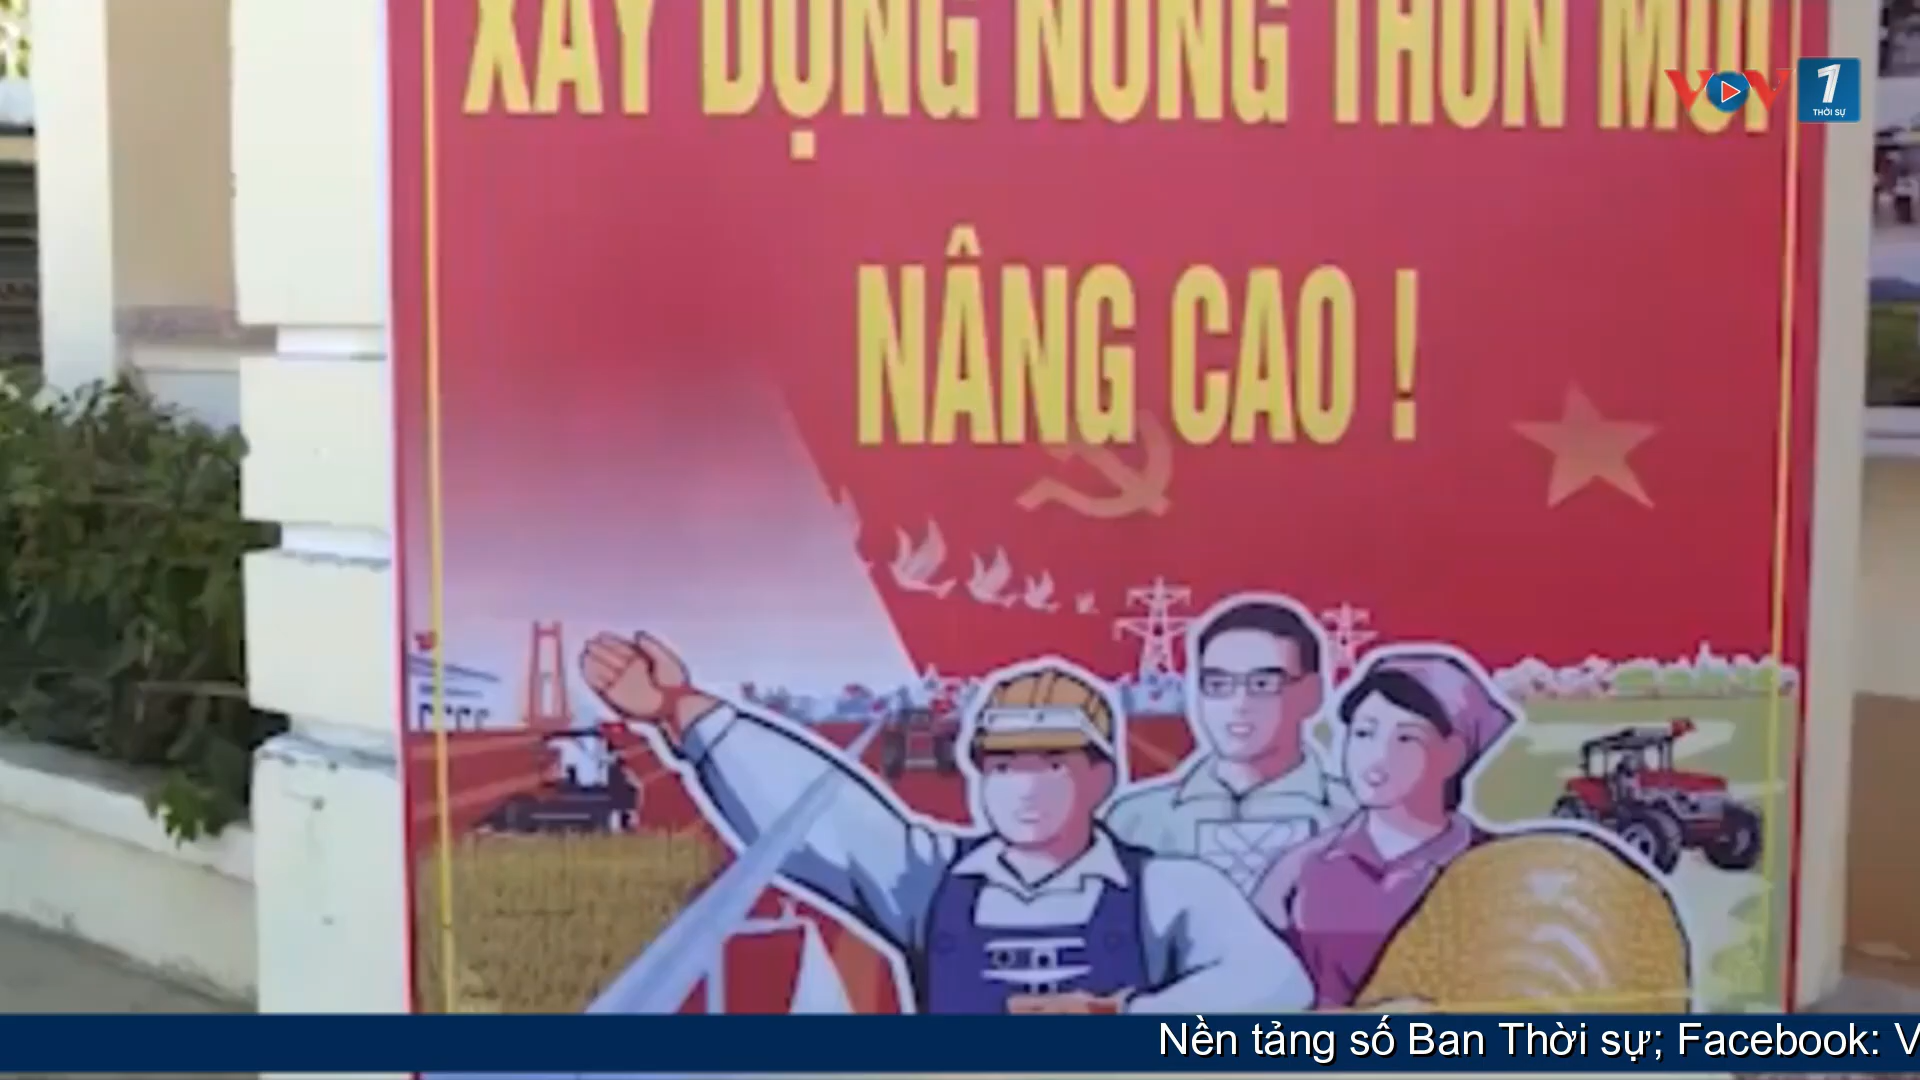 XÂY DỰNG NÔNG THÔN MỚI
VOV 1
THỜI SỰ
NÂNG CAO !
Nền tảng số Ban Thời sự; Facebook: V